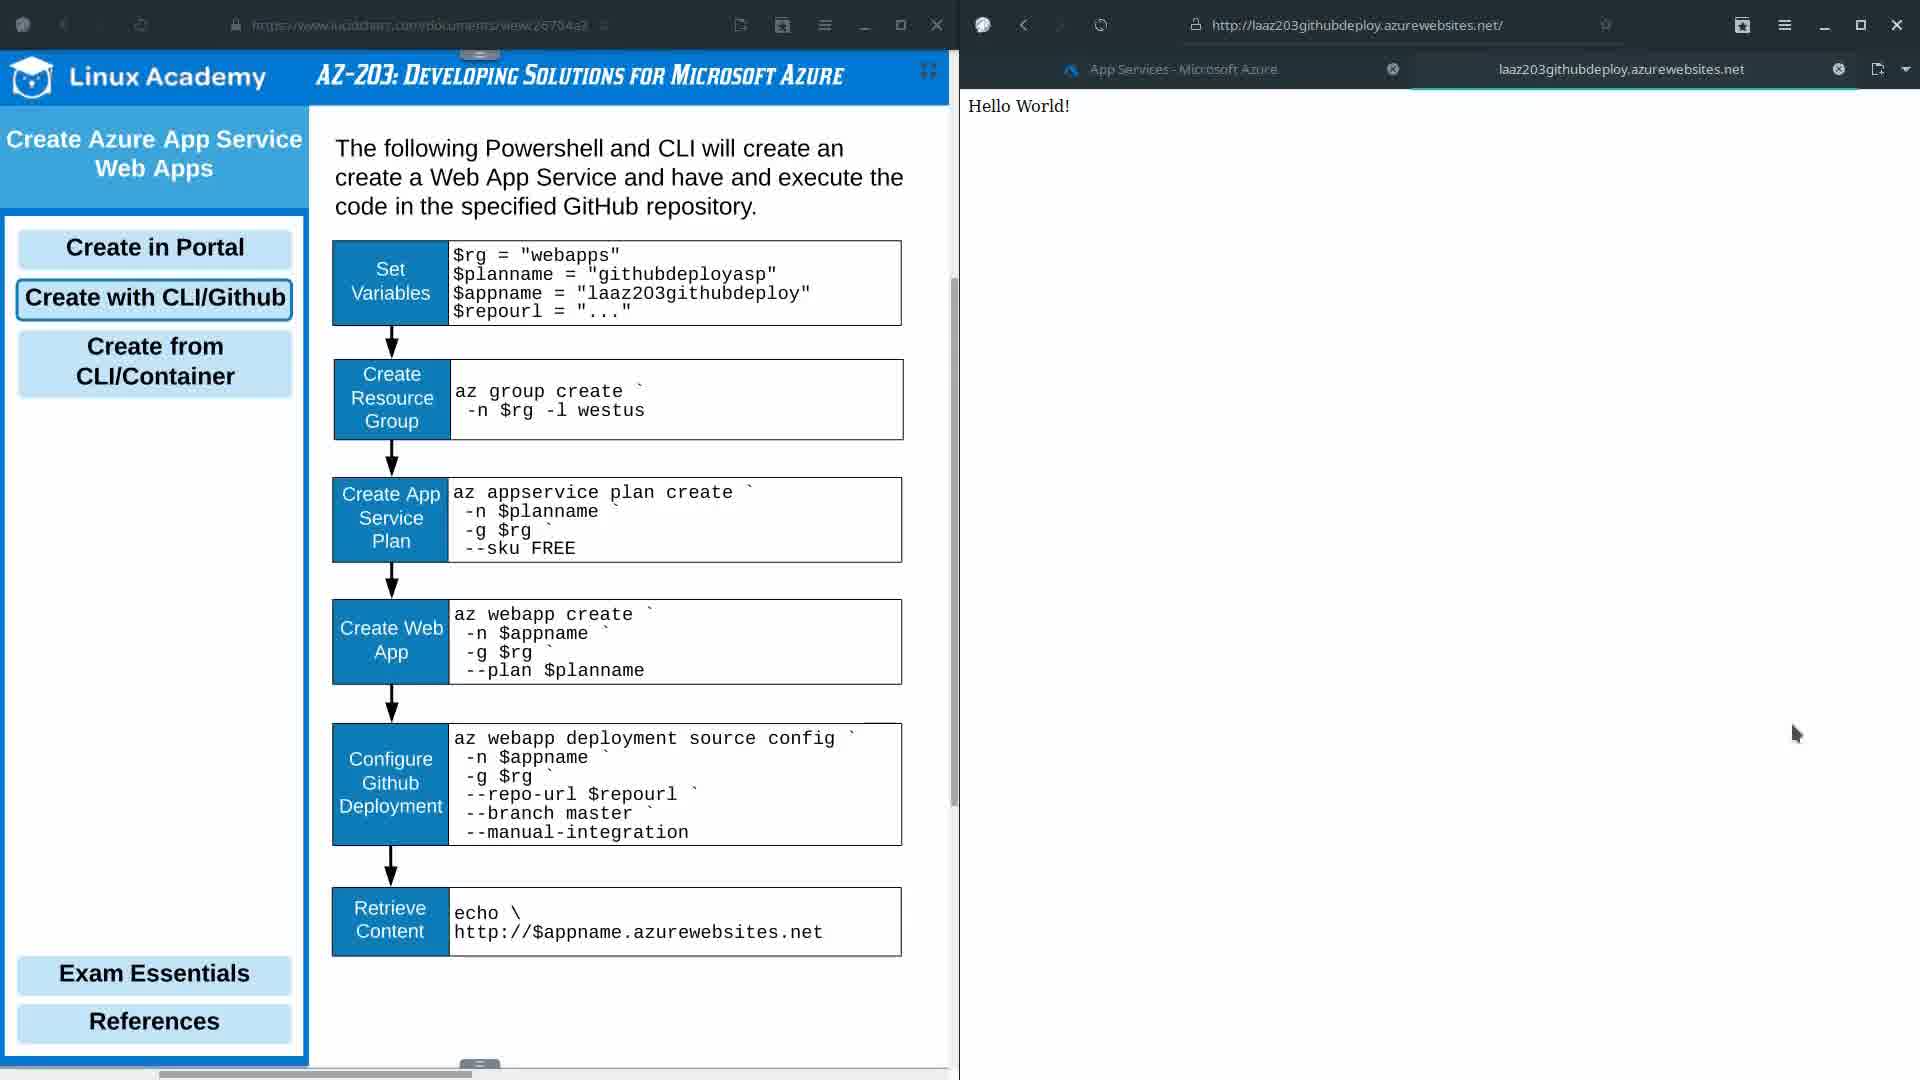 https://www.lucidchart.com/documents/view/26704a2
Linux Academy
AZ-203: Developing Solutions for Microsoft Azure
Create Azure App Service
Web Apps
Create in Portal
Create with CLI/Github
Create from
CLI/Container
Exam Essentials
References
The following Powershell and CLI will create an
create a Web App Service and have and execute the
code in the specified GitHub repository.
Set
Variables
$rg = "webapps"
$planname = "githubdeployasp"
$appname = "laaz203githubdeploy"
$repourl = "..."
Create
Resource
Group
az group create `
-n $rg -l westus
Create App
Service
Plan
az appservice plan create `
-n $planname `
-g $rg `
--sku FREE
Create Web
App
az webapp create `
-n $appname `
-g $rg `
--plan $planname
Configure
Github
Deployment
az webapp deployment source config `
-n $appname `
-g $rg `
--repo-url $repourl `
--branch master `
--manual-integration
Retrieve
Content
echo \
http://$appname.azurewebsites.net
http://laaz203githubdeploy.azurewebsites.net/
App Services - Microsoft Azure
laaz203githubdeploy.azurewebsites.net
Hello World!